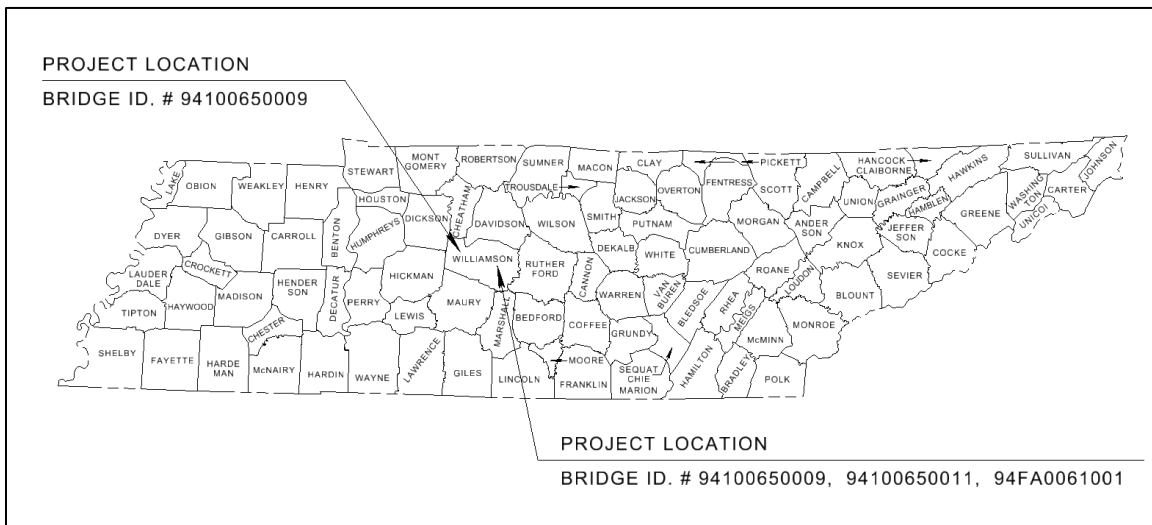 PROJECT LOCATION
BRIDGE ID. # 94100650009
LAKE
OBION
WEAKLEY
HENRY
STEWART
MONT
GOMERY
ROBERTSON
SUMNER
MACON
CLAY
PICKETT
HANCOCK
CLAIBORNE
HAWKINS
SULLIVAN
JOHNSON
HOUSTON
DICKSON
CHEATHAM
TROUSDALE
JACKSON
OVERTON
FENTRESS
SCOTT
CAMPBELL
UNION
GRAINGER
HAMBLEN
WASHING
TON
CARTER
UNICOI
DYER
GIBSON
CARROLL
BENTON
HUMPHREYS
DAVIDSON
WILSON
SMITH
PUTNAM
MORGAN
ANDER
SON
KNOX
JEFFER
SON
GREENE
COCKE
LAUDER
DALE
CROCKETT
HENDER
SON
DECATUR
PERRY
HICKMAN
WILLIAMSON
RUTHER
FORD
CANNON
DEKALB
WHITE
CUMBERLAND
ROANE
LOUDON
SEVIER
BLOUNT
TIPTON
HAYWOOD
MADISON
CHESTER
LEWIS
MAURY
MARSHALL
BEDFORD
COFFEE
WARREN
VAN
BUREN
BLEDSOE
RHEA
MEIGS
MONROE
McMINN
SHELBY
FAYETTE
HARDE
MAN
McNAIRY
HARDIN
WAYNE
LAWRENCE
GILES
LINCOLN
MOORE
FRANKLIN
GRUNDY
SEQUAT
CHIE
MARION
HAMILTON
BRADLEY
POLK
PROJECT LOCATION
BRIDGE ID. # 94100650009, 94100650011, 94FA0061001